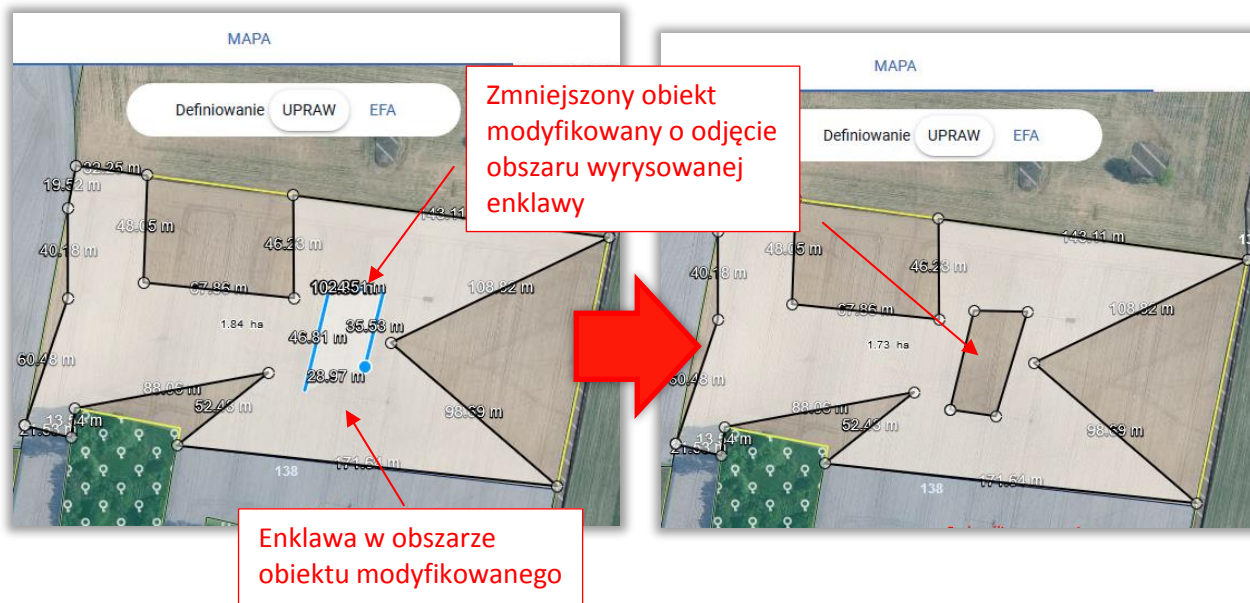 MAPA
Definiowanie UPRAW EFA
32.25 m
19.52 m
48.05 m
143.11
40.18 m
46.23 m
67.86 m
108.82 m
1.84 ha
46.81 m
35.53 m
60.48 m
28.97 m
88.06 m
52.43 m
98.69 m
21.53 m
171.54 m
138
Zmniejszony obiekt
modyfikowany o odjęcie
obszaru wyrysowanej
enklawy
Enklawa w obszarze
obiektu modyfikowanego
MAPA
Definiowanie UPRAW EFA
48.05 m
143.11 m
40.18 m
46.23 m
67.86 m
108.82 m
1.73 ha
60.48 m
88.06 m
52.43 m
98.69 m
21.53 m
171.54 m
138